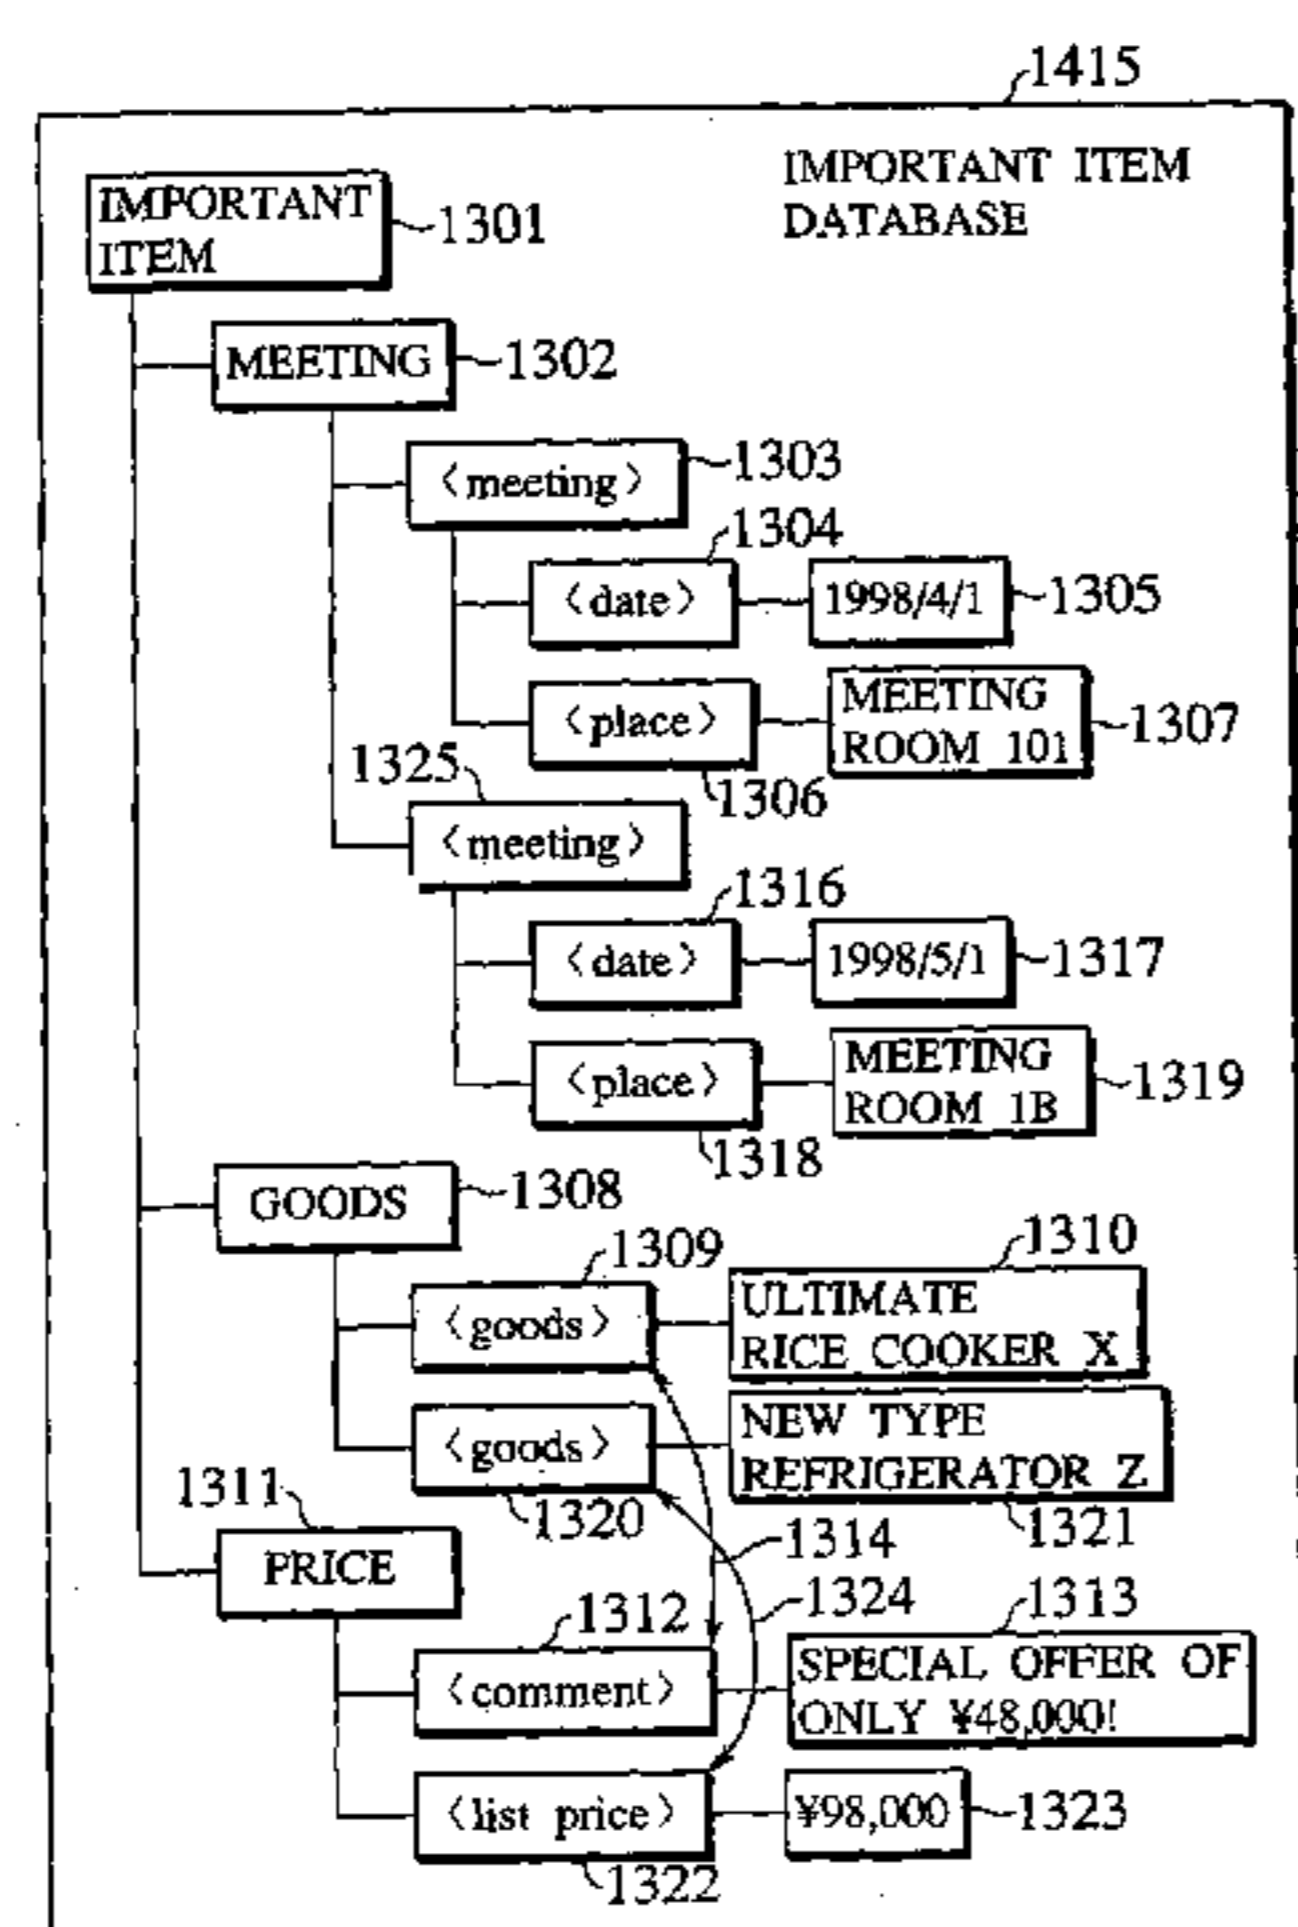 1415
IMPORTANT ITEM
DATABASE
IMPORTANT
ITEM
1301
MEETING
1302
〈meeting〉
1303
1304
〈date〉
1998/4/1
1305
〈place〉
MEETING
ROOM 101
1307
1306
1325
〈meeting〉
1316
〈date〉
1998/5/1
1317
〈place〉
MEETING
ROOM 1B
1319
1318
GOODS
1308
1309
1310
〈goods〉
ULTIMATE
RICE COOKER X
〈goods〉
NEW TYPE
REFRIGERATOR Z
1320
1321
1311
1314
PRICE
1324
1312
1313
〈comment〉
SPECIAL OFFER OF
ONLY ¥48,000!
〈list price〉
¥98,000
1323
1322